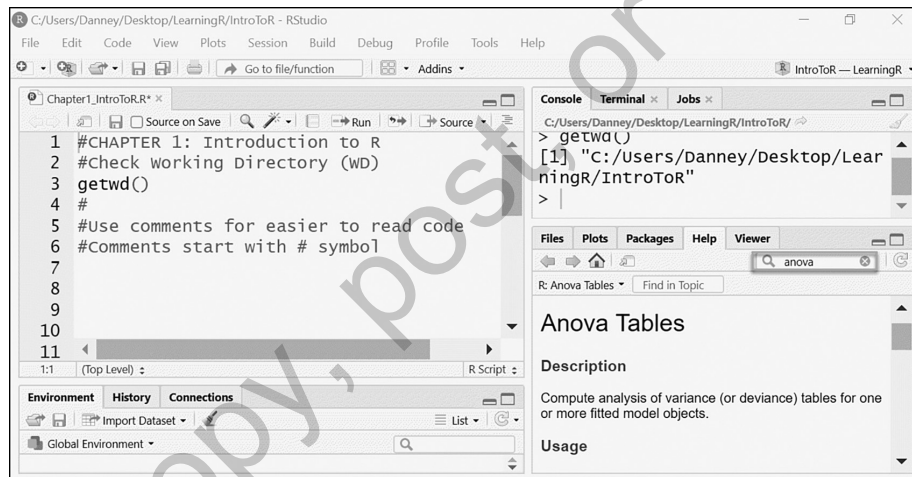 C:/Users/Danney/Desktop/LearningR/IntroToR - RStudio
File Edit Code View Plots Session Build Debug Profile Tools Help
Go to file/function Addins IntroToR — LearningR
Chapter1_IntroToR.R*
Source on Save Run Source
1 #CHAPTER 1: Introduction to R
2 #Check Working Directory (WD)
3 getwd()
4 #
5 #Use comments for easier to read code
6 #Comments start with # symbol
7
8
9
10
11
1:1 (Top Level) R Script
Environment History Connections
Import Dataset List
Global Environment
Console Terminal Jobs
C:/Users/Danney/Desktop/LearningR/IntroToR/
> getwd()
[1] "C:/Users/Danney/Desktop/Lear
ningR/IntroToR"
>
Files Plots Packages Help Viewer
anova
R: Anova Tables Find in Topic
Anova Tables
Description
Compute analysis of variance (or deviance) tables for one
or more fitted model objects.
Usage
copy, post, or